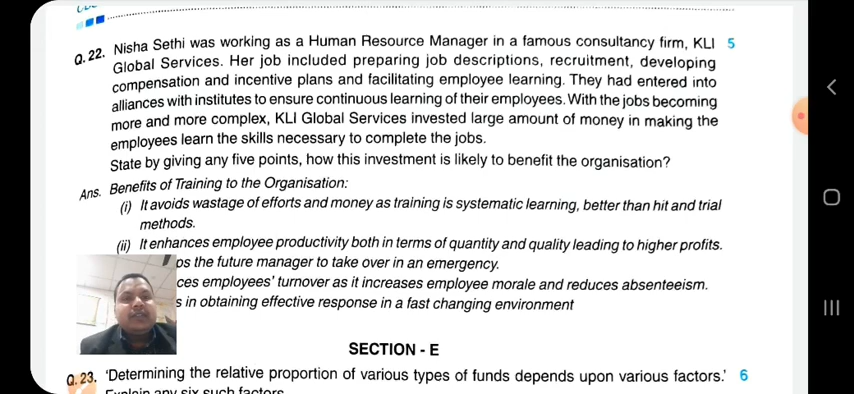 Q. 22. Nisha Sethi was working as a Human Resource Manager in a famous consultancy firm, KLI 5
Global Services. Her job included preparing job descriptions, recruitment, developing
compensation and incentive plans and facilitating employee learning. They had entered into
alliances with institutes to ensure continuous learning of their employees. With the jobs becoming
more and more complex, KLI Global Services invested large amount of money in making the
employees learn the skills necessary to complete the jobs.
State by giving any five points, how this investment is likely to benefit the organisation?
Ans. Benefits of Training to the Organisation:
(i) It avoids wastage of efforts and money as training is systematic learning, better than hit and trial
methods.
(ii) It enhances employee productivity both in terms of quantity and quality leading to higher profits.
the future manager to take over in an emergency.
employees' turnover as it increases employee morale and reduces absenteeism.
in obtaining effective response in a fast changing environment
SECTION - E
Q. 23. 'Determining the relative proportion of various types of funds depends upon various factors.' 6
Explain any six such factors.